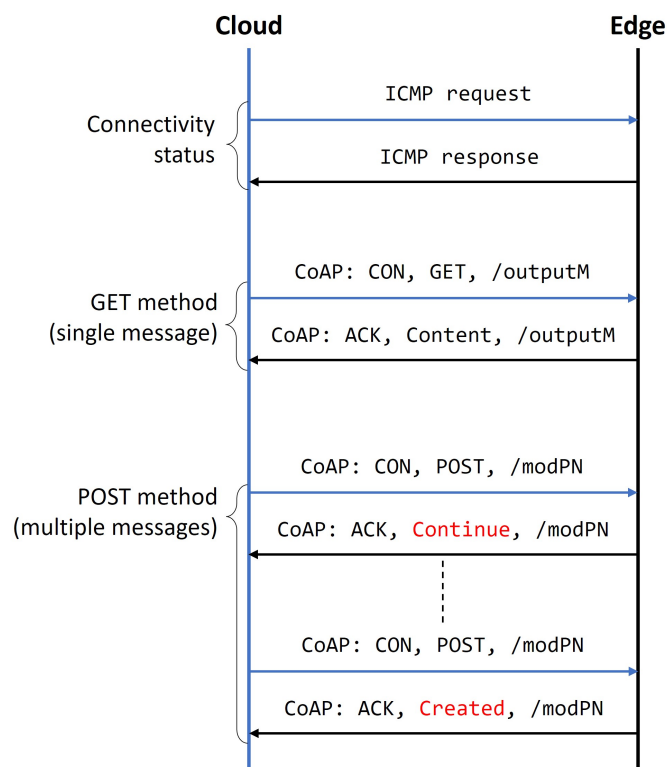 Cloud
Edge
Connectivity
status
ICMP request
ICMP response
GET method
(single message)
CoAP: CON, GET, /outputM
CoAP: ACK, Content, /outputM
POST method
(multiple messages)
CoAP: CON, POST, /modPN
CoAP: ACK, Continue, /modPN
CoAP: CON, POST, /modPN
CoAP: ACK, Created, /modPN